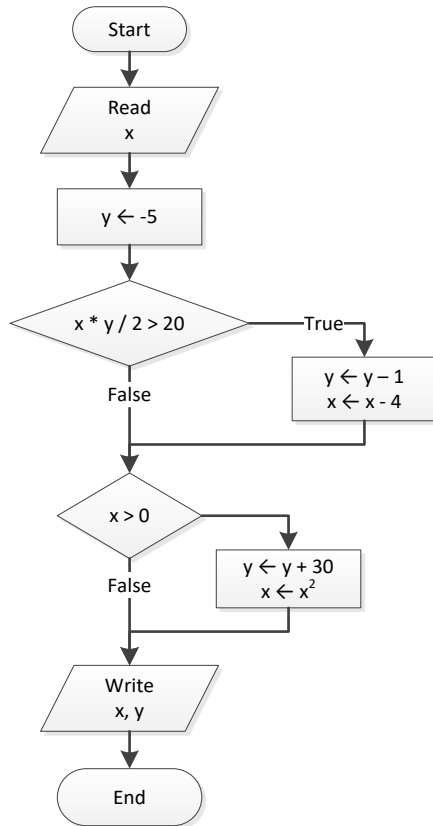 Start
Read
x
y ← -5
x * y / 2 > 20
True
y ← y – 1
x ← x - 4
False
x > 0
y ← y + 30
x ← x²
False
Write
x, y
End